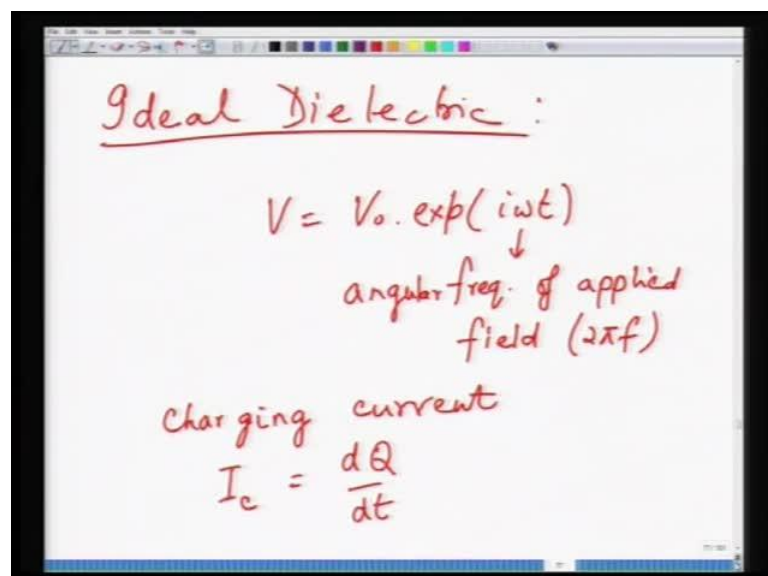 Ideal Dielectric :
V = V₀ . exp( iωt)
↓
angular freq. of applied
field (2πf)
Charging current
I_c = dQ/dt